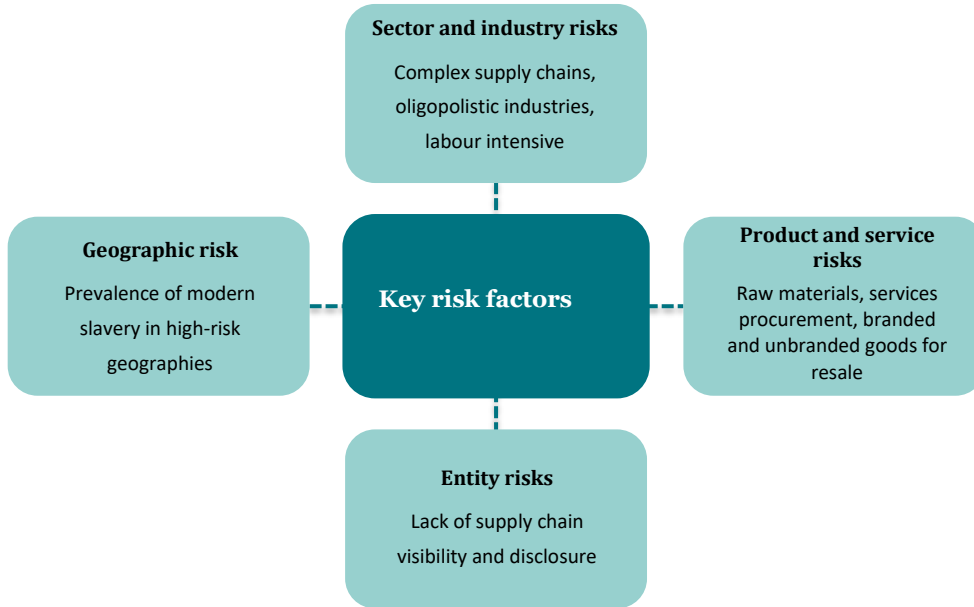 Sector and industry risks
Complex supply chains,
oligopolistic industries,
labour intensive
Geographic risk
Prevalence of modern
slavery in high-risk
geographies
Key risk factors
Product and service
risks
Raw materials, services
procurement, branded
and unbranded goods for
resale
Entity risks
Lack of supply chain
visibility and disclosure